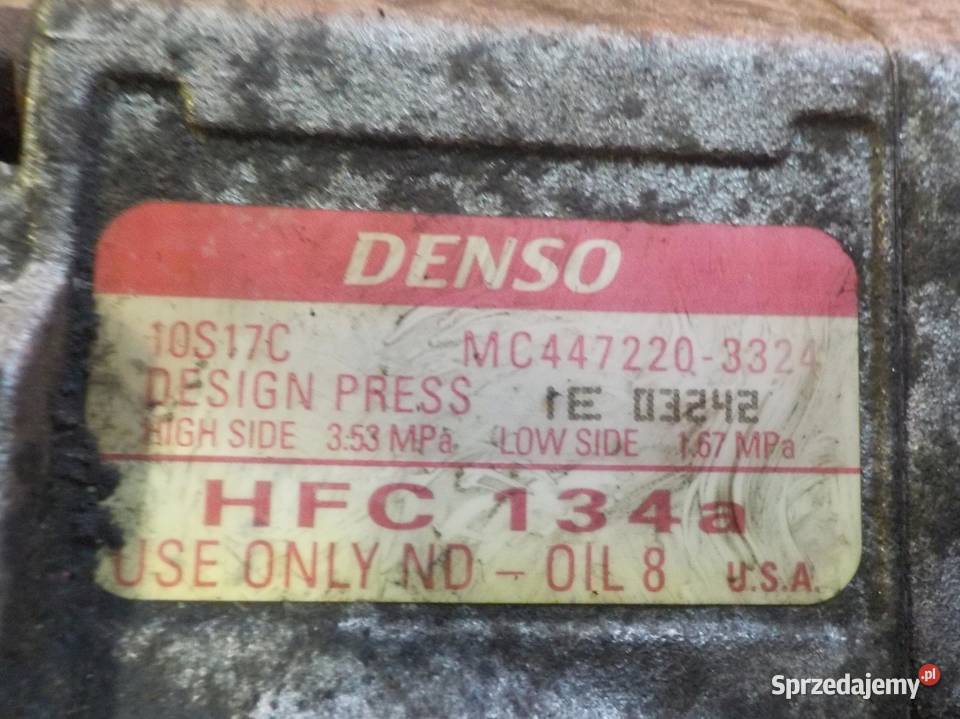 DENSO
10S17C MC447220-3324
DESIGN PRESS 1E 03242
HIGH SIDE 3.53 MPa LOW SIDE 1.67 MPa
HFC 134a
USE ONLY ND - OIL 8 U.S.A.
Sprzedajemy.pl